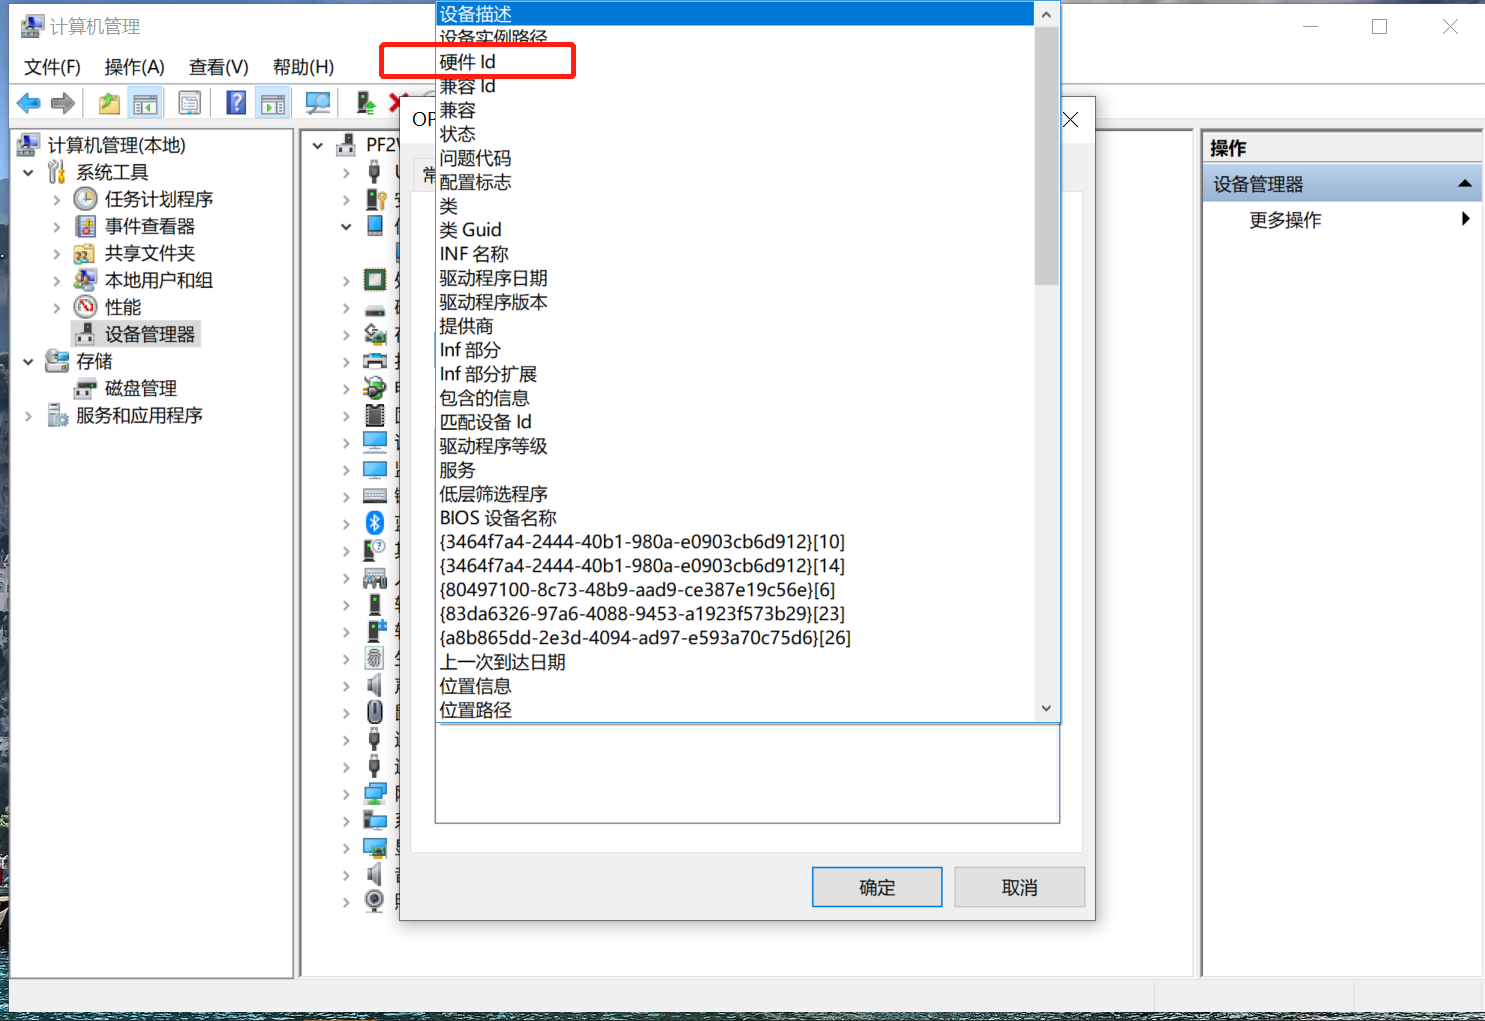 计算机管理
文件(F) 操作(A) 查看(V) 帮助(H)
计算机管理(本地)
系统工具
任务计划程序
事件查看器
共享文件夹
本地用户和组
性能
设备管理器
存储
磁盘管理
服务和应用程序
设备描述
设备实例路径
硬件 Id
兼容 Id
兼容
状态
问题代码
配置标志
类
类 Guid
INF 名称
驱动程序日期
驱动程序版本
提供商
Inf 部分
Inf 部分扩展
包含的信息
匹配设备 Id
驱动程序等级
服务
低层筛选程序
BIOS 设备名称
{3464f7a4-2444-40b1-980a-e0903cb6d912}[10]
{3464f7a4-2444-40b1-980a-e0903cb6d912}[14]
{80497100-8c73-48b9-aad9-ce387e19c56e}[6]
{83da6326-97a6-4088-9453-a1923f573b29}[23]
{a8b865dd-2e3d-4094-ad97-e593a70c75d6}[26]
上一次到达日期
位置信息
位置路径
确定 取消
操作
设备管理器
更多操作